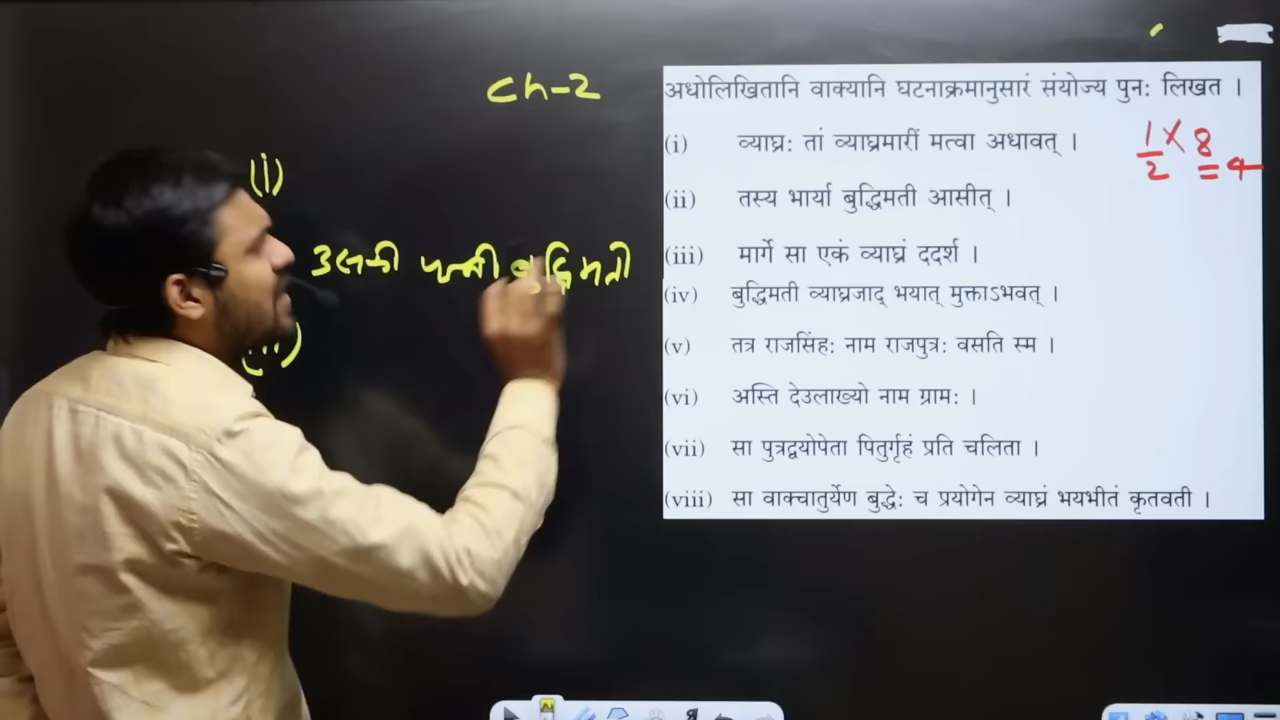 Ch-2
(i)
उसकी पत्नी बुद्धिमती
(ii)
अधोलिखितानि वाक्यानि घटनाक्रमानुसारं संयोज्य पुनः लिखत ।
(i) व्याघ्रः तां व्याघ्रमारीं मत्वा अधावत् ।
1/2 × 8 = 4
(ii) तस्य भार्या बुद्धिमती आसीत् ।
(iii) मार्गे सा एकं व्याघ्रं ददर्श ।
(iv) बुद्धिमती व्याघ्रजाद् भयात् मुक्ताऽभवत् ।
(v) तत्र राजसिंहः नाम राजपुत्रः वसति स्म ।
(vi) अस्ति देउलाख्यो नाम ग्रामः ।
(vii) सा पुत्रद्वयोपेता पितुर्गृहं प्रति चलिता ।
(viii) सा वाक्चातुर्येण बुद्धेः च प्रयोगेन व्याघ्रं भयभीतं कृतवती ।